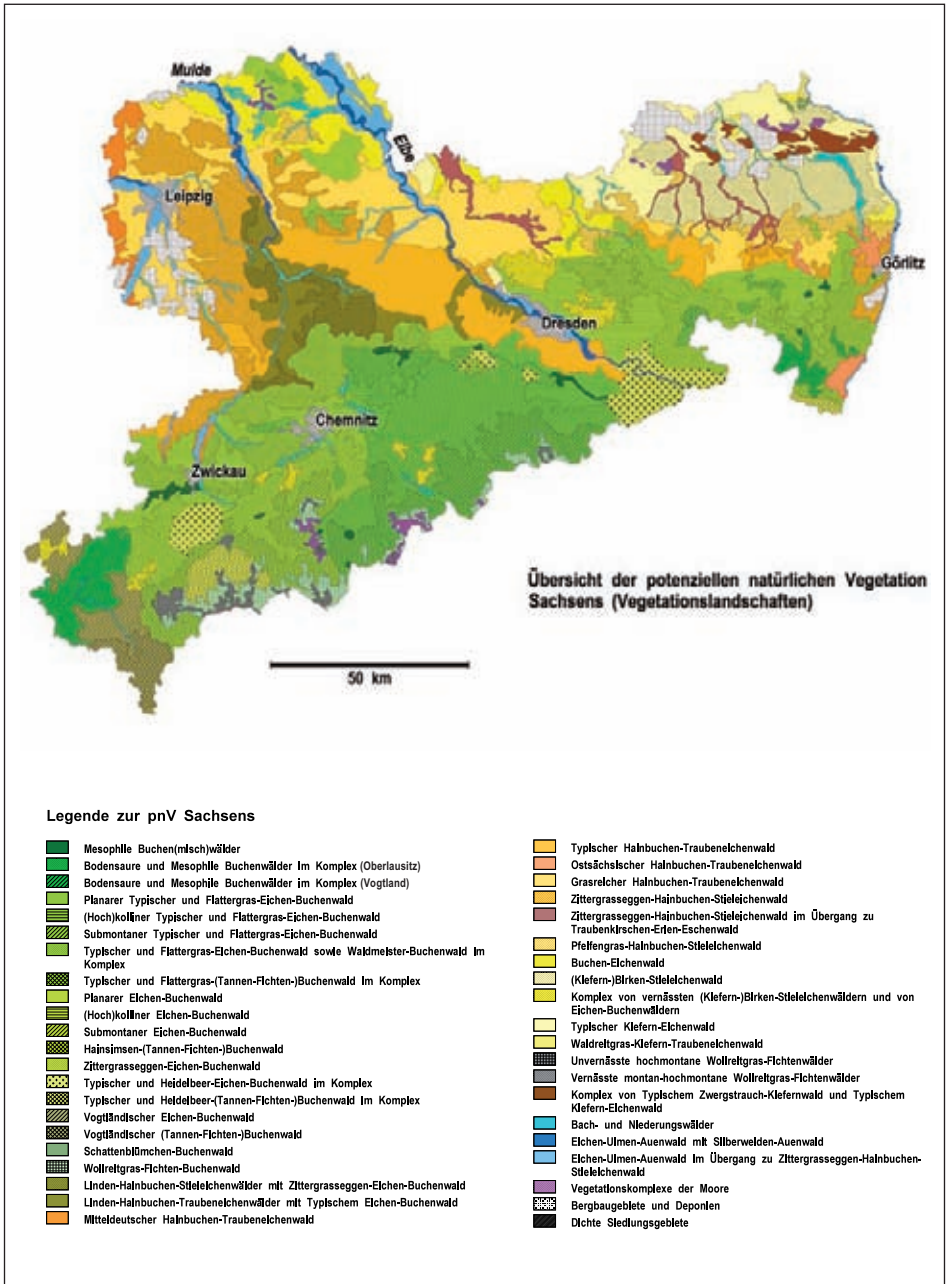 Mulde
Elbe
Leipzig
Görlitz
Dresden
Chemnitz
Zwickau
Übersicht der potenziellen natürlichen Vegetation
Sachsens (Vegetationslandschaften)
50 km
Legende zur pnV Sachsens
Mesophile Buchen(misch)wälder
Bodensaure und Mesophile Buchenwälder im Komplex (Oberlausitz)
Bodensaure und Mesophile Buchenwälder im Komplex (Vogtland)
Planarer Typischer und Flattergras-Eichen-Buchenwald
(Hoch)kolliner Typischer und Flattergras-Eichen-Buchenwald
Submontaner Typischer und Flattergras-Eichen-Buchenwald
Typischer und Flattergras-Eichen-Buchenwald sowie Waldmeister-Buchenwald im
Komplex
Typischer und Flattergras-(Tannen-Fichten-)Buchenwald im Komplex
Planarer Eichen-Buchenwald
(Hoch)kolliner Eichen-Buchenwald
Submontaner Eichen-Buchenwald
Hainsimsen-(Tannen-Fichten-)Buchenwald
Zittergrasseggen-Eichen-Buchenwald
Typischer und Heidelbeer-Eichen-Buchenwald im Komplex
Typischer und Heidelbeer-(Tannen-Fichten-)Buchenwald im Komplex
Vogtländischer Eichen-Buchenwald
Vogtländischer (Tannen-Fichten-)Buchenwald
Schattenblümchen-Buchenwald
Wollreitgras-Fichten-Buchenwald
Linden-Hainbuchen-Stieleichenwälder mit Zittergrasseggen-Eichen-Buchenwald
Linden-Hainbuchen-Traubeneichenwälder mit Typischem Eichen-Buchenwald
Mitteldeutscher Hainbuchen-Traubeneichenwald
Typischer Hainbuchen-Traubeneichenwald
Ostsächsischer Hainbuchen-Traubeneichenwald
Grasreicher Hainbuchen-Traubeneichenwald
Zittergrasseggen-Hainbuchen-Stieleichenwald
Zittergrasseggen-Hainbuchen-Stieleichenwald im Übergang zu
Traubenkirschen-Erlen-Eschenwald
Pfeifengras-Hainbuchen-Stieleichenwald
Buchen-Eichenwald
(Kiefern-)Birken-Stieleichenwald
Komplex von vernässten (Kiefern-)Birken-Stieleichenwäldern und von
Eichen-Buchenwäldern
Typischer Kiefern-Eichenwald
Waldreitgras-Kiefern-Traubeneichenwald
Unvernässte hochmontane Wollreitgras-Fichtenwälder
Vernässte montan-hochmontane Wollreitgras-Fichtenwälder
Komplex von Typischem Zwergstrauch-Kiefernwald und Typischem
Kiefern-Eichenwald
Bach- und Niederungswälder
Eichen-Ulmen-Auenwald mit Silberweiden-Auenwald
Eichen-Ulmen-Auenwald im Übergang zu Zittergrasseggen-Hainbuchen-
Stieleichenwald
Vegetationskomplexe der Moore
Bergbaugebiete und Deponien
Dichte Siedlungsgebiete